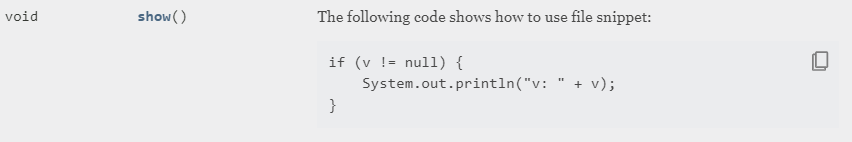 void show() The following code shows how to use file snippet:
if (v != null) {
    System.out.println("v: " + v);
}